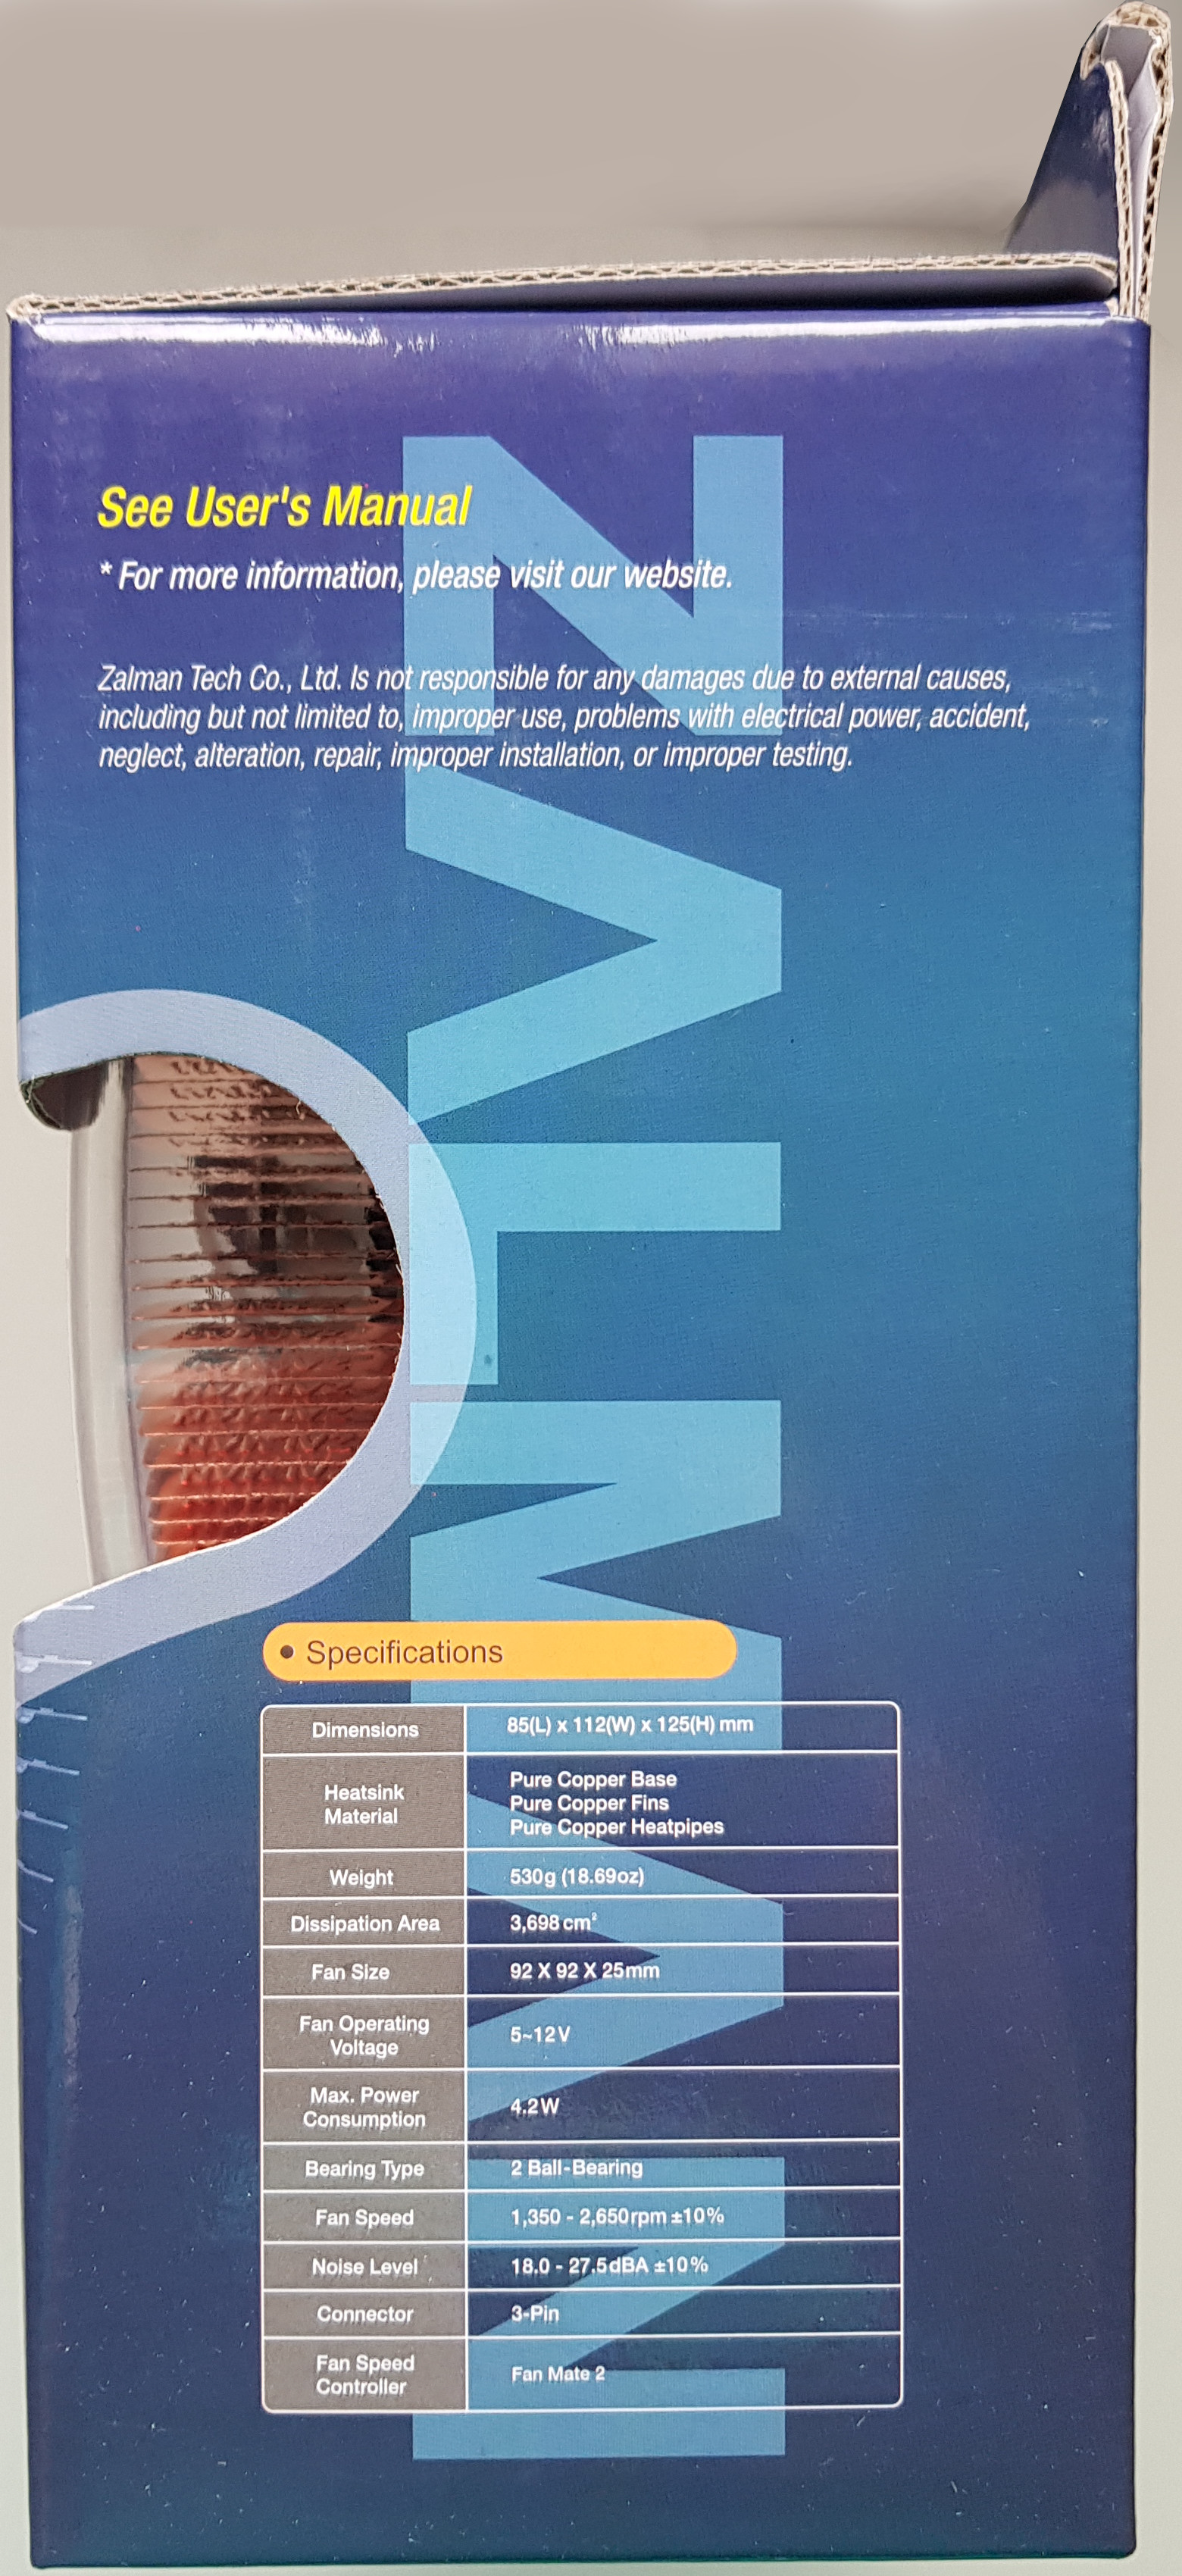 See User's Manual
* For more information, please visit our website.
Zalman Tech Co., Ltd. Is not responsible for any damages due to external causes,
including but not limited to, improper use, problems with electrical power, accident,
neglect, alteration, repair, improper installation, or improper testing.
ZALMAN
• Specifications
Dimensions
85(L) x 112(W) x 125(H) mm
Heatsink
Material
Pure Copper Base
Pure Copper Fins
Pure Copper Heatpipes
Weight
530g (18.69oz)
Dissipation Area
3,698 cm²
Fan Size
92 X 92 X 25mm
Fan Operating
Voltage
5~12V
Max. Power
Consumption
4.2W
Bearing Type
2 Ball-Bearing
Fan Speed
1,350 - 2,650rpm ±10%
Noise Level
18.0 - 27.5dBA ±10%
Connector
3-Pin
Fan Speed
Controller
Fan Mate 2